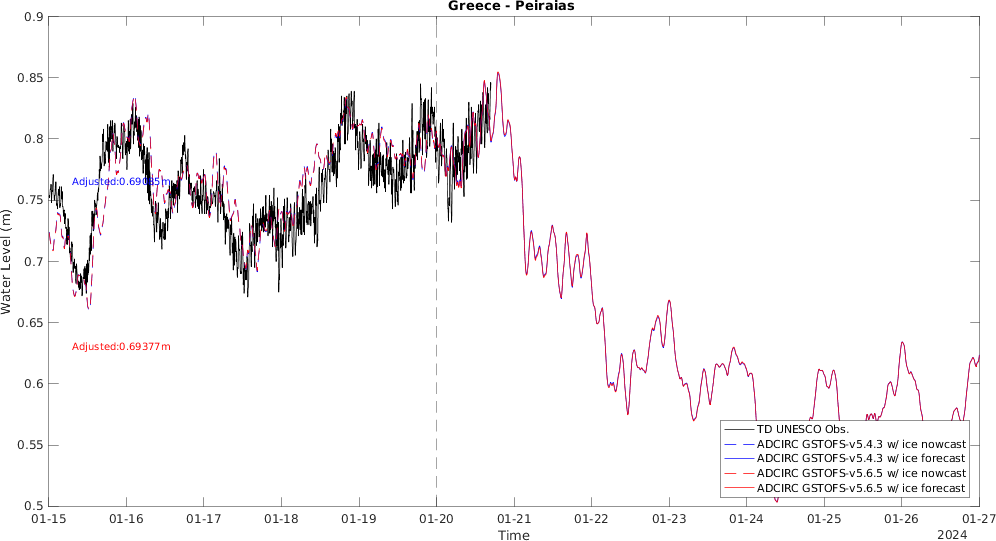 Greece - Peiraias
0.9
0.85
0.8
0.75
0.7
0.65
0.6
0.55
0.5
Water Level (m)
Adjusted:0.69085m
Adjusted:0.69377m
TD UNESCO Obs.
ADCIRC GSTOFS-v5.4.3 w/ ice nowcast
ADCIRC GSTOFS-v5.4.3 w/ ice forecast
ADCIRC GSTOFS-v5.6.5 w/ ice nowcast
ADCIRC GSTOFS-v5.6.5 w/ ice forecast
01-15 01-16 01-17 01-18 01-19 01-20 01-21 01-22 01-23 01-24 01-25 01-26 01-27
Time
2024